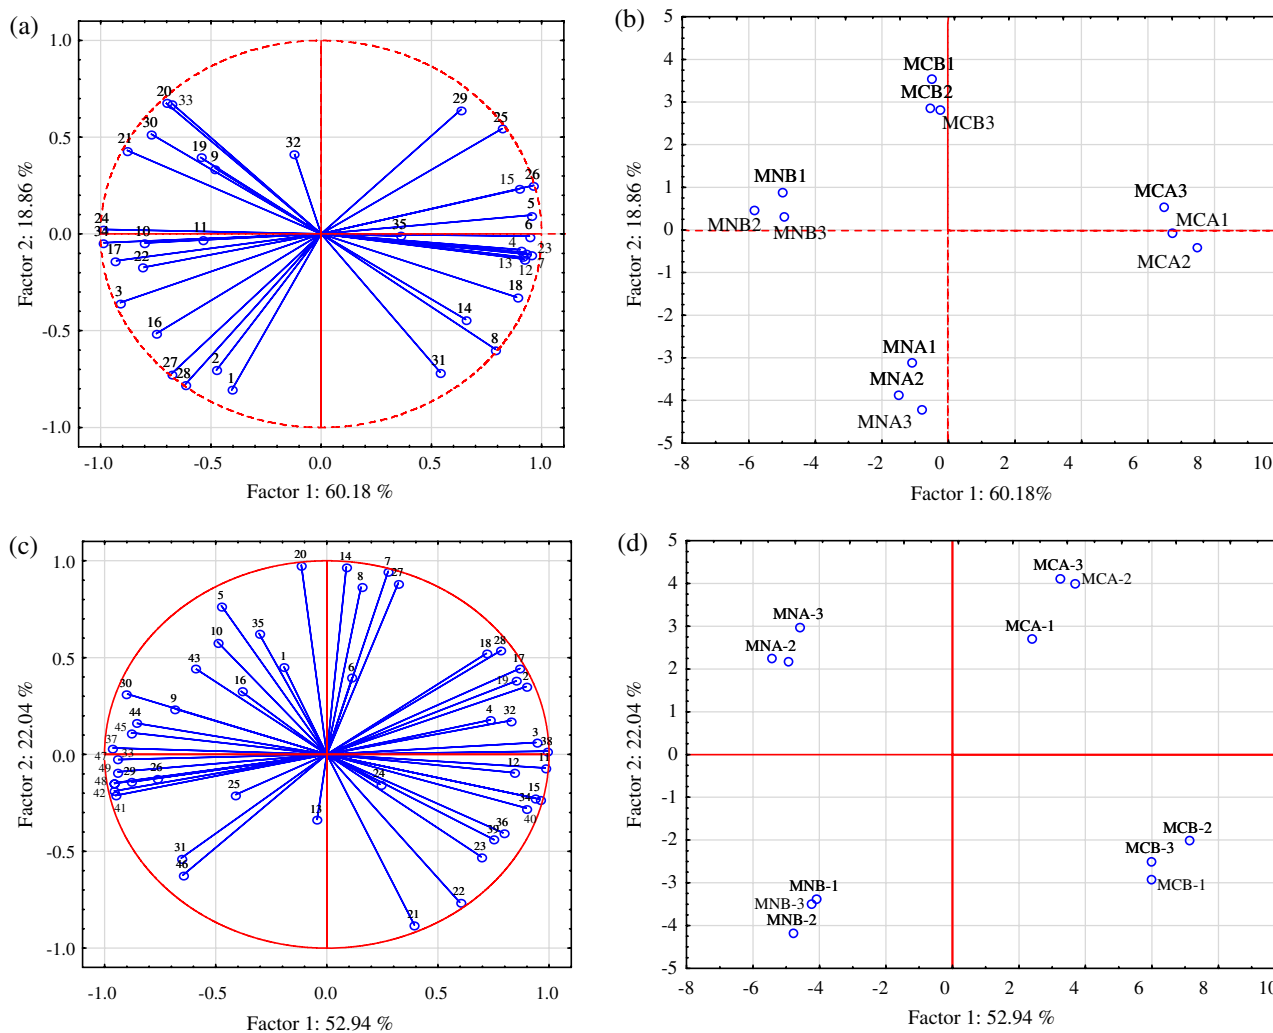 (a)
1.0
0.5
0.0
-0.5
-1.0
Factor 2: 18.86 %
20
33
30
21
19
9
32
29
25
15
26
5
24
34
10
11
35
6
4
23
17
22
13
12
7
3
18
16
14
8
27
28
2
1
31
-1.0 -0.5 0.0 0.5 1.0
Factor 1: 60.18 %
(b)
5
4
3
2
1
0
-1
-2
-3
-4
-5
Factor 2: 18.86 %
MCB1
MCB2
MCB3
MNB1
MNB2
MNB3
MCA3
MCA1
MCA2
MNA1
MNA2
MNA3
-8 -6 -4 -2 0 2 4 6 8 10
Factor 1: 60.18%
(c)
1.0
0.5
0.0
-0.5
-1.0
Factor 2: 22.04 %
20
14
7
8
27
5
10
35
1
6
43
16
18
28
17
19
2
30
9
44
45
4
32
3
38
37
47
33
49
29
26
48
42
41
25
13
24
12
11
15
34
40
36
39
23
31
46
22
21
-1.0 -0.5 0.0 0.5 1.0
Factor 1: 52.94 %
(d)
5
4
3
2
1
0
-1
-2
-3
-4
-5
Factor 2: 22.04 %
MCA-3
MCA-2
MNA-3
MCA-1
MNA-2
MCB-2
MCB-3
MCB-1
MNB-1
MNB-3
MNB-2
-8 -6 -4 -2 0 2 4 6 8 10
Factor 1: 52.94 %